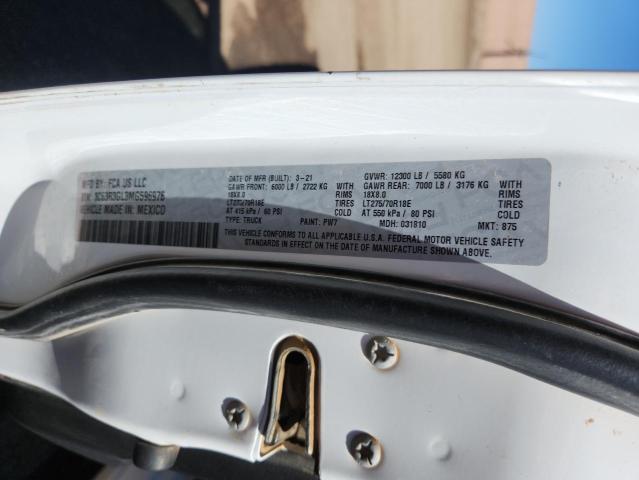 MFD BY: FCA US LLC
VIN: 3C63R3GL3MG596976
VEHICLE MADE IN: MEXICO
DATE OF MFR (BUILT): 3-21
GAWR FRONT: 6000 LB / 2722 KG
WITH
18X8.0 RIMS
LT275/70R18E TIRES
AT 415 kPa / 60 PSI COLD
TYPE: TRUCK
PAINT: PW7
GVWR: 12300 LB / 5580 KG
GAWR REAR: 7000 LB / 3176 KG
WITH
18X8.0 RIMS
LT275/70R18E TIRES
AT 550 kPa / 80 PSI COLD
MDH: 031810
MKT: 875
THIS VEHICLE CONFORMS TO ALL APPLICABLE U.S.A. FEDERAL MOTOR VEHICLE SAFETY
STANDARDS IN EFFECT ON THE DATE OF MANUFACTURE SHOWN ABOVE.